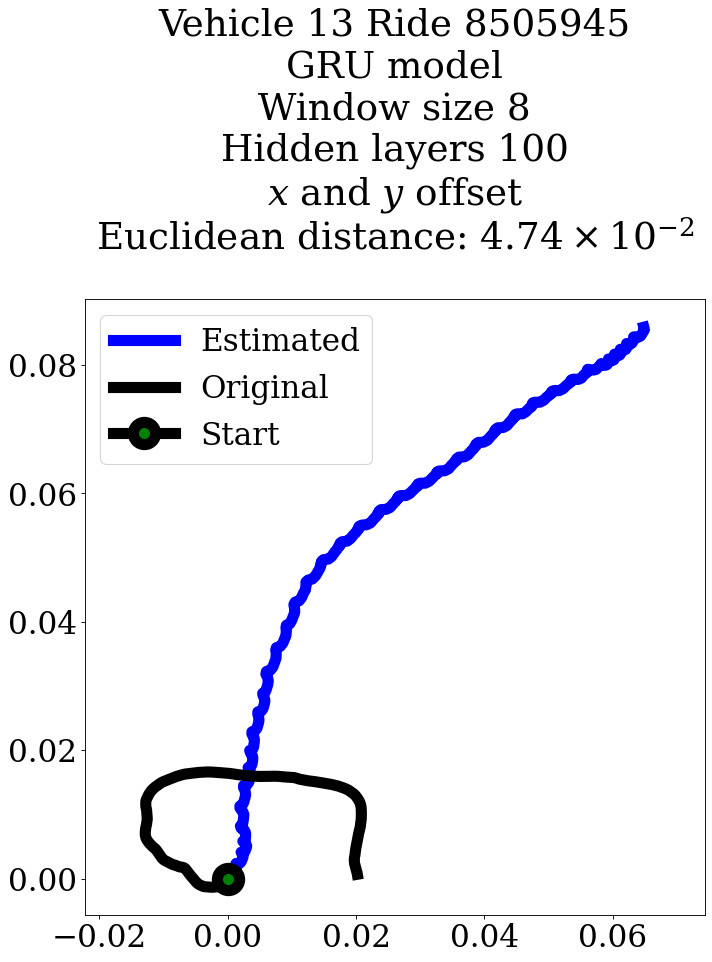 Vehicle 13 Ride 8505945
GRU model
Window size 8
Hidden layers 100
x and y offset
Euclidean distance: 4.74 × 10⁻²
Estimated
Original
Start
0.08
0.06
0.04
0.02
0.00
−0.02 0.00 0.02 0.04 0.06